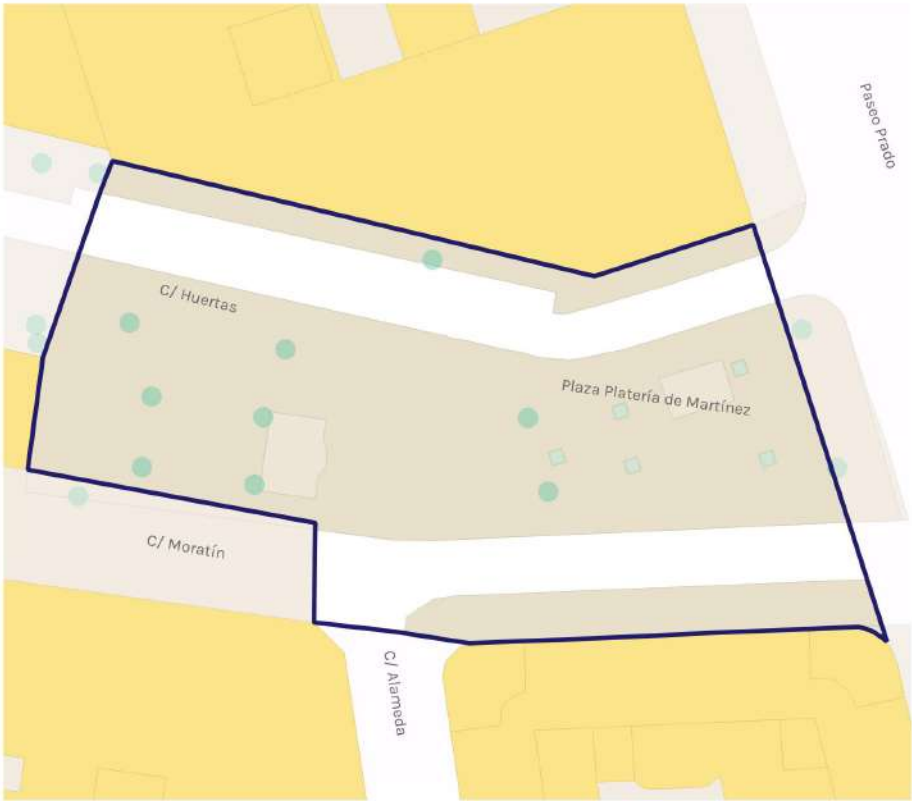 Paseo Prado
C/ Huertas
Plaza Platería de Martínez
C/ Moratín
C/ Alameda